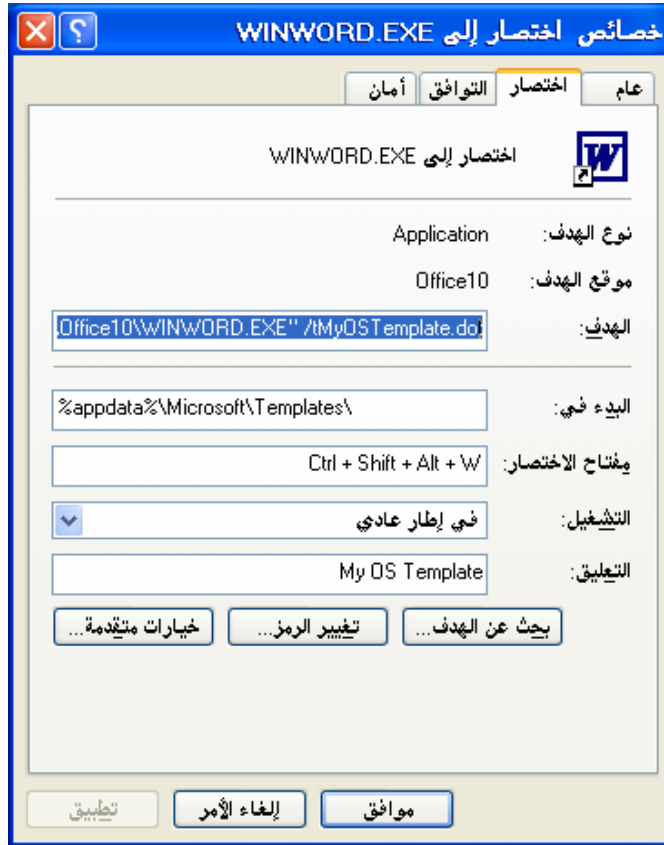 خصائص اختصار إلى WINWORD.EXE
عام اختصار التوافق أمان
اختصار إلى WINWORD.EXE
نوع الهدف: Application
موقع الهدف: Office10
الهدف: Office10\WINWORD.EXE" /tMyOSTemplate.dot
البدء في: %appdata%\Microsoft\Templates\
مفتاح الاختصار: Ctrl + Shift + Alt + W
التشغيل: في إطار عادي
التعليق: My OS Template
بحث عن الهدف... تغيير الرمز... خيارات متقدمة...
موافق إلغاء الأمر تطبيق